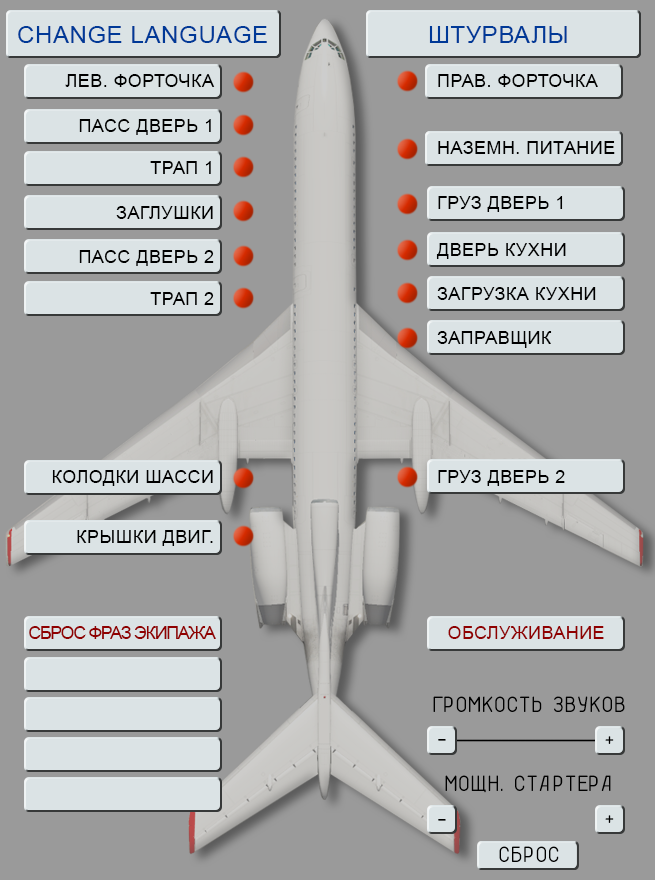 CHANGE LANGUAGE
ШТУРВАЛЫ
ЛЕВ. ФОРТОЧКА
ПРАВ. ФОРТОЧКА
ПАСС ДВЕРЬ 1
НАЗЕМН. ПИТАНИЕ
ТРАП 1
ГРУЗ ДВЕРЬ 1
ЗАГЛУШКИ
ДВЕРЬ КУХНИ
ПАСС ДВЕРЬ 2
ЗАГРУЗКА КУХНИ
ТРАП 2
ЗАПРАВЩИК
КОЛОДКИ ШАССИ
ГРУЗ ДВЕРЬ 2
КРЫШКИ ДВИГ.
СБРОС ФРАЗ ЭКИПАЖА
ОБСЛУЖИВАНИЕ
ГРОМКОСТЬ ЗВУКОВ
- +
МОЩН. СТАРТЕРА
- +
СБРОС